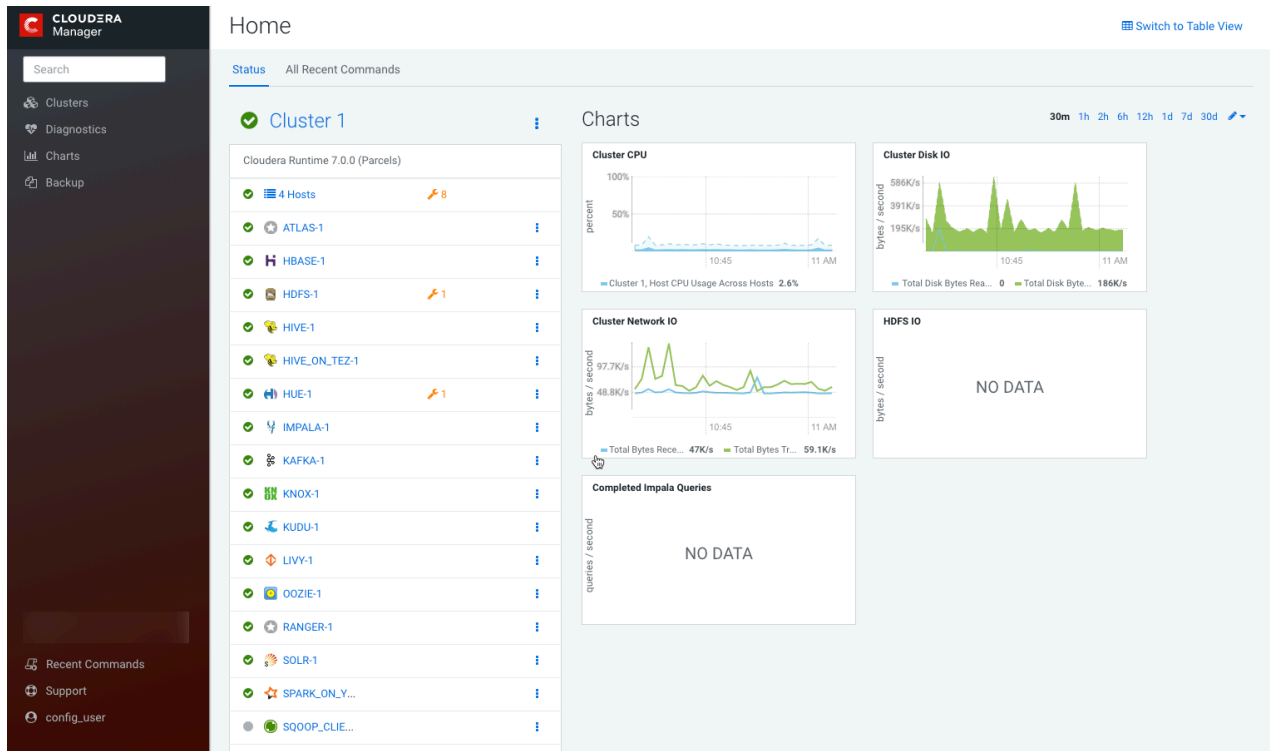 CLOUDERA
Manager
Search
Clusters
Diagnostics
Charts
Backup
Recent Commands
Support
config_user
Home
Switch to Table View
Status All Recent Commands
Cluster 1
Cloudera Runtime 7.0.0 (Parcels)
4 Hosts 8
ATLAS-1
HBASE-1
HDFS-1 1
HIVE-1
HIVE_ON_TEZ-1
HUE-1 1
IMPALA-1
KAFKA-1
KNOX-1
KUDU-1
LIVY-1
OOZIE-1
RANGER-1
SOLR-1
SPARK_ON_Y...
SQOOP_CLIE...
Charts
30m 1h 2h 6h 12h 1d 7d 30d
Cluster CPU
percent
100%
50%
10:45 11 AM
Cluster 1, Host CPU Usage Across Hosts 2.6%
Cluster Disk IO
bytes / second
586K/s
391K/s
195K/s
10:45 11 AM
Total Disk Bytes Rea... 0 Total Disk Byte... 186K/s
Cluster Network IO
bytes / second
97.7K/s
48.8K/s
10:45 11 AM
Total Bytes Rece... 47K/s Total Bytes Tr... 59.1K/s
HDFS IO
bytes / second
NO DATA
Completed Impala Queries
queries / second
NO DATA